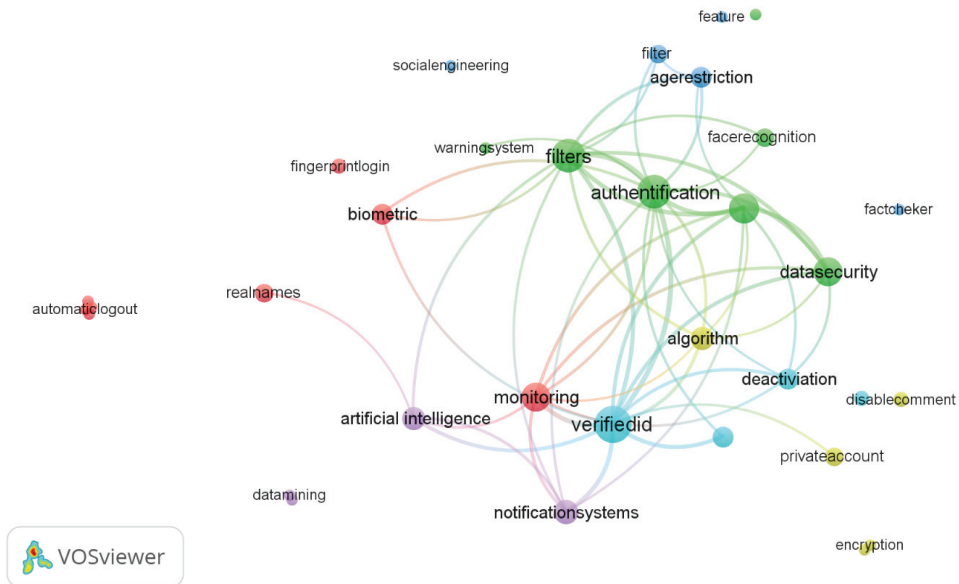 feature
filter
socialengineering
agerestriction
facerecognition
warningsystem
filters
fingerprintlogin
authentification
biometric
factcheker
datasecurity
realnames
automaticlogout
algorithm
deactiviation
monitoring
disablecomment
artificial intelligence
verifiedid
privateaccount
datamining
notificationsystems
encryption
VOSviewer